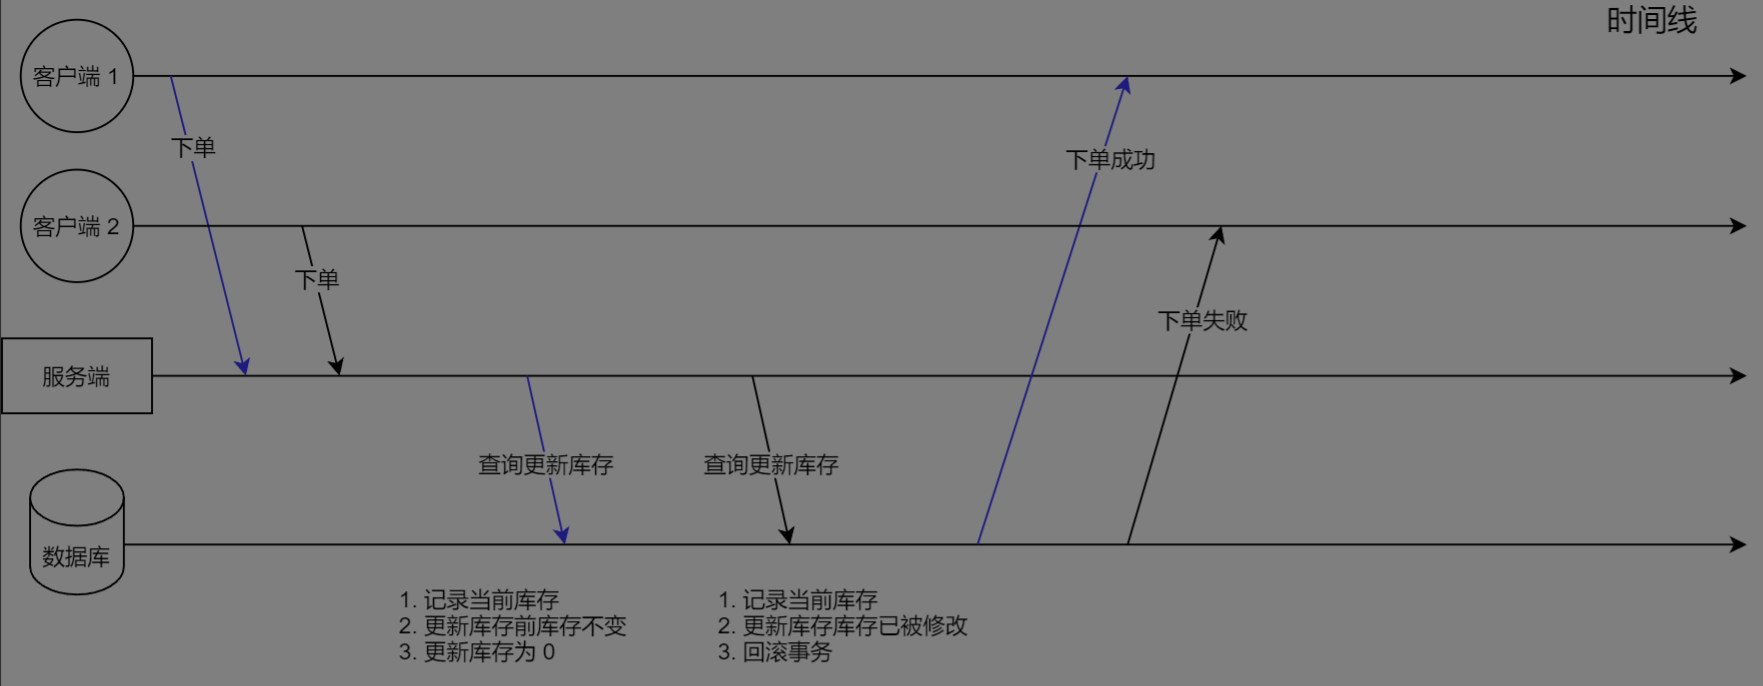 时间线
客户端 1
下单
下单成功
客户端 2
下单
下单失败
服务端
查询更新库存
查询更新库存
数据库
1. 记录当前库存
2. 更新库存前库存不变
3. 更新库存为 0
1. 记录当前库存
2. 更新库存库存已被修改
3. 回滚事务